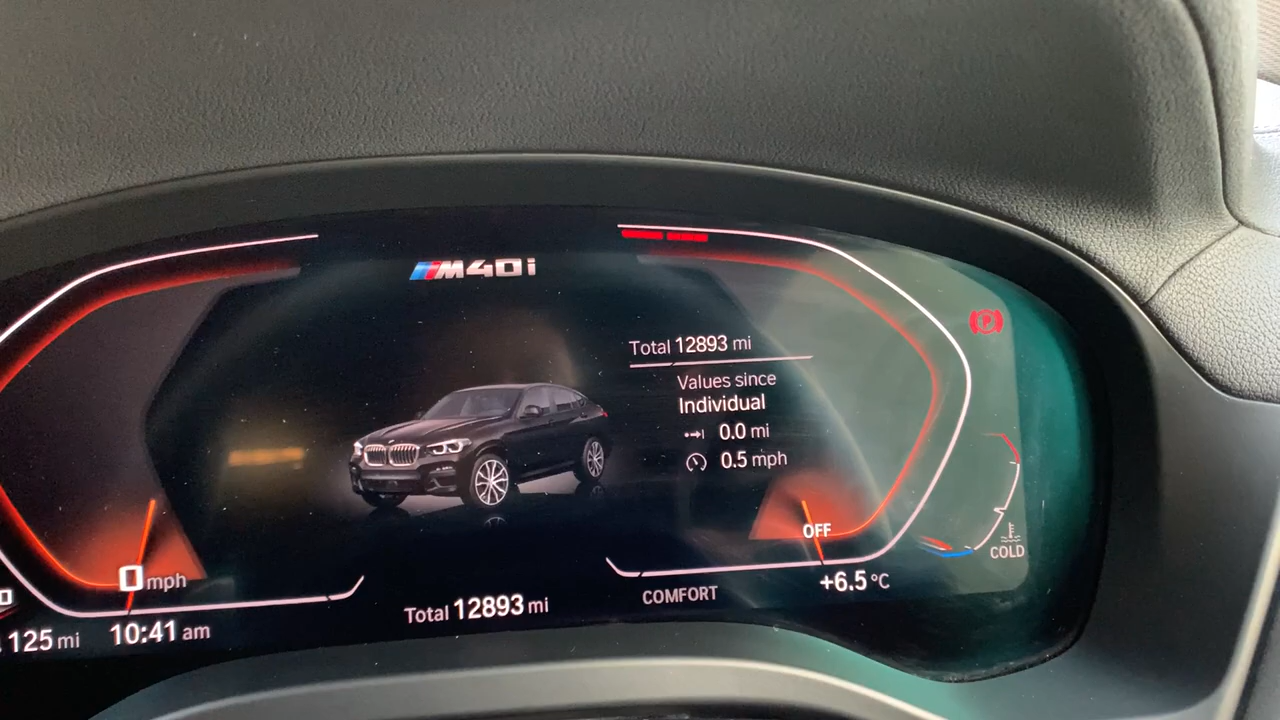 M40i
Total 12893 mi
Values since
Individual
0.0 mi
0.5 mph
P
OFF
COLD
0 mph
COMFORT
+6.5 °C
Total 12893 mi
125 mi
10:41 am